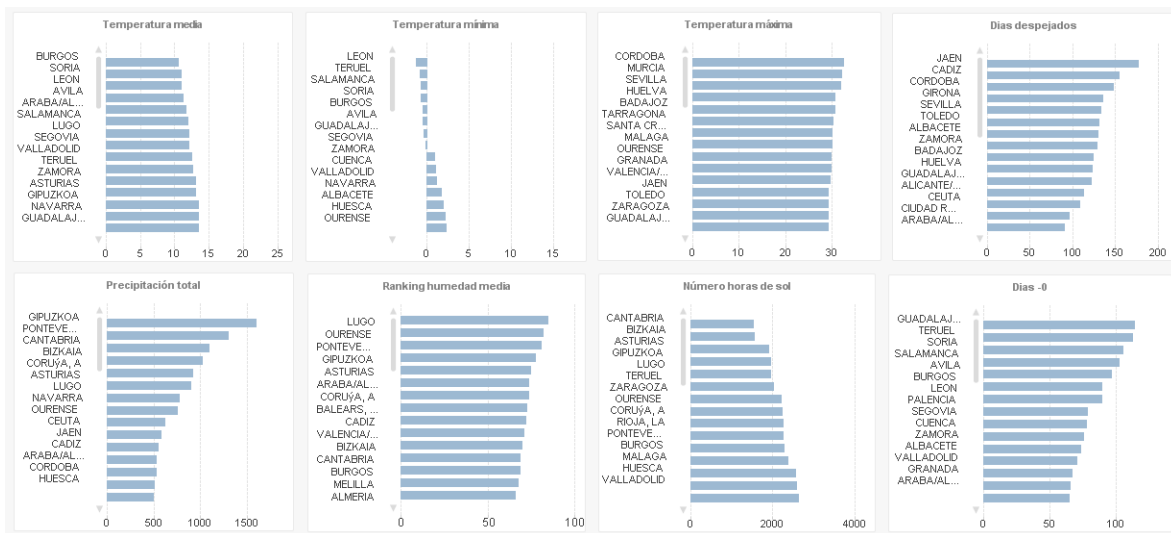 Temperatura media
BURGOS
SORIA
LEON
AVILA
ARABA/AL...
SALAMANCA
LUGO
SEGOVIA
VALLADOLID
TERUEL
ZAMORA
ASTURIAS
GIPUZKOA
NAVARRA
GUADALAJ...
0 5 10 15 20 25
Temperatura mínima
LEON
TERUEL
SALAMANCA
SORIA
BURGOS
AVILA
GUADALAJ...
SEGOVIA
ZAMORA
CUENCA
VALLADOLID
NAVARRA
ALBACETE
HUESCA
OURENSE
0 5 10 15
Temperatura máxima
CORDOBA
MURCIA
SEVILLA
HUELVA
BADAJOZ
TARRAGONA
SANTA CR...
MALAGA
OURENSE
GRANADA
VALENCIA/...
JAEN
TOLEDO
ZARAGOZA
GUADALAJ...
0 10 20 30
Dias despejados
JAEN
CADIZ
CORDOBA
GIRONA
SEVILLA
TOLEDO
ALBACETE
ZAMORA
BADAJOZ
HUELVA
GUADALAJ...
ALICANTE/...
CEUTA
CIUDAD R...
ARABA/AL...
0 50 100 150 200
Precipitación total
GIPUZKOA
PONTEVE...
CANTABRIA
BIZKAIA
CORUýA, A
ASTURIAS
LUGO
NAVARRA
OURENSE
CEUTA
JAEN
CADIZ
ARABA/AL...
CORDOBA
HUESCA
0 500 1000 1500
Ranking humedad media
LUGO
OURENSE
PONTEVE...
GIPUZKOA
ASTURIAS
ARABA/AL...
CORUýA, A
BALEARS, ...
CADIZ
VALENCIA/...
BIZKAIA
CANTABRIA
BURGOS
MELILLA
ALMERIA
0 50 100
Número horas de sol
CANTABRIA
BIZKAIA
ASTURIAS
GIPUZKOA
LUGO
TERUEL
ZARAGOZA
OURENSE
CORUýA, A
RIOJA, LA
PONTEVE...
BURGOS
MALAGA
HUESCA
VALLADOLID
0 2000 4000
Dias -0
GUADALAJ...
TERUEL
SORIA
SALAMANCA
AVILA
BURGOS
LEON
PALENCIA
SEGOVIA
CUENCA
ZAMORA
ALBACETE
VALLADOLID
GRANADA
ARABA/AL...
0 50 100